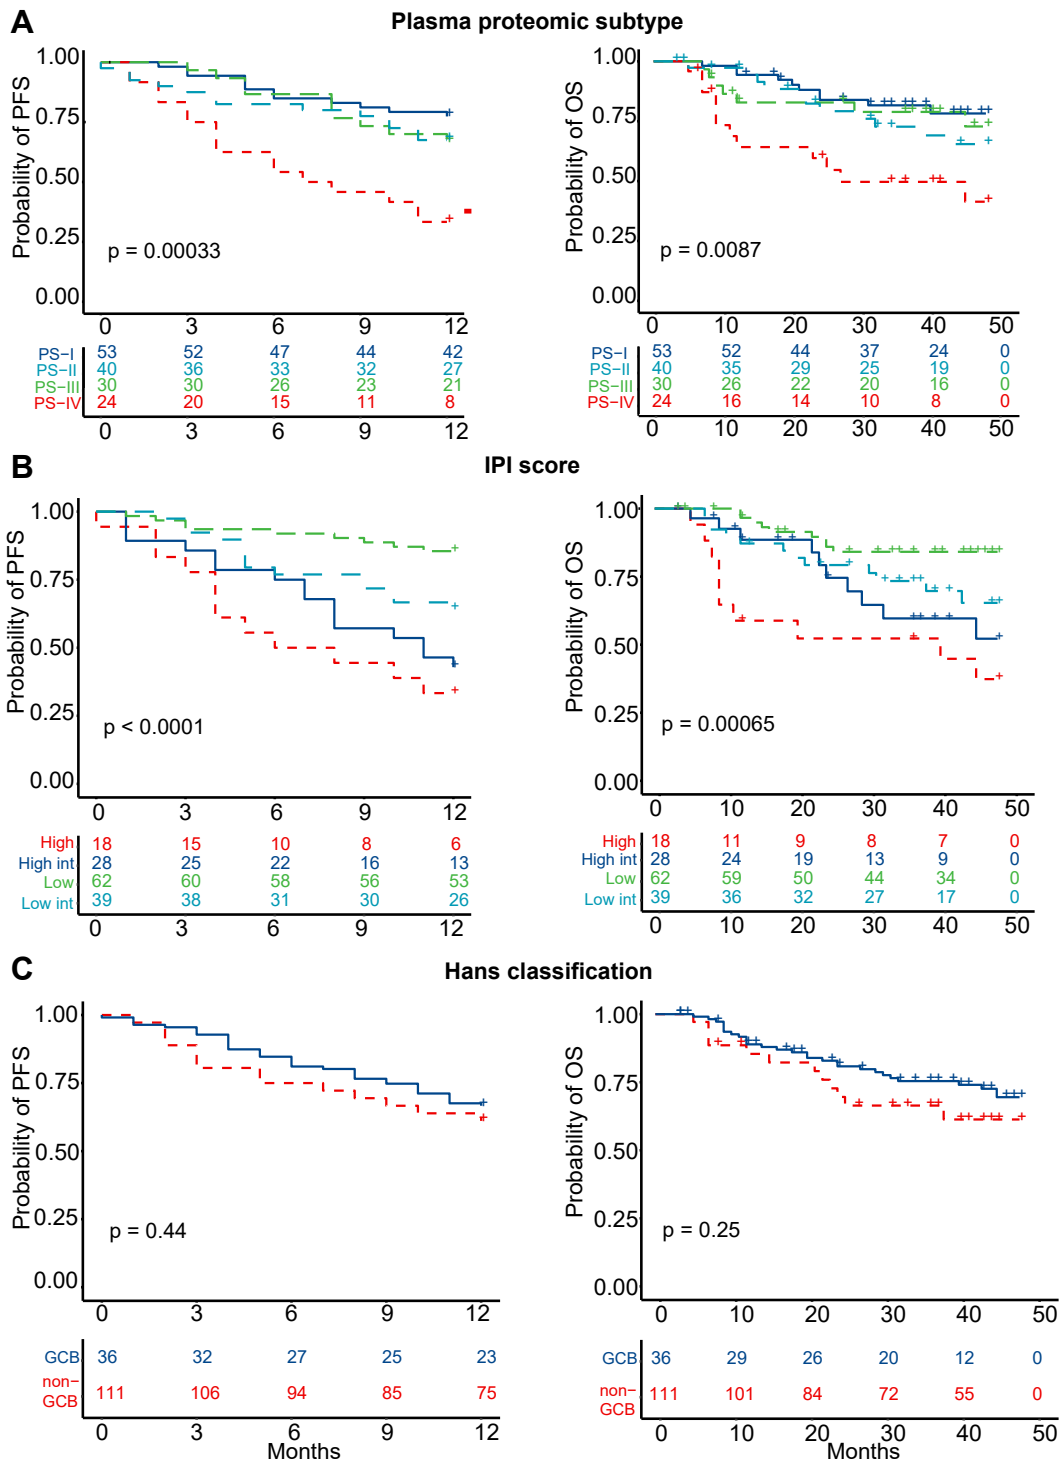 A
Plasma proteomic subtype
Probability of PFS
1.00
0.75
0.50
0.25
0.00
p = 0.00033
0 3 6 9 12
PS−I 53 52 47 44 42
PS−II 40 36 33 32 27
PS−III 30 30 26 23 21
PS−IV 24 20 15 11 8
0 3 6 9 12
Probability of OS
1.00
0.75
0.50
0.25
0.00
p = 0.0087
0 10 20 30 40 50
PS−I 53 52 44 37 24 0
PS−II 40 35 29 25 19 0
PS−III 30 26 22 20 16 0
PS−IV 24 16 14 10 8 0
0 10 20 30 40 50
B
IPI score
Probability of PFS
1.00
0.75
0.50
0.25
0.00
p < 0.0001
0 3 6 9 12
High 18 15 10 8 6
High int 28 25 22 16 13
Low 62 60 58 56 53
Low int 39 38 31 30 26
0 3 6 9 12
Probability of OS
1.00
0.75
0.50
0.25
0.00
p = 0.00065
0 10 20 30 40 50
High 18 11 9 8 7 0
High int 28 24 19 13 9 0
Low 62 59 50 44 34 0
Low int 39 36 32 27 17 0
0 10 20 30 40 50
C
Hans classification
Probability of PFS
1.00
0.75
0.50
0.25
0.00
p = 0.44
0 3 6 9 12
GCB 36 32 27 25 23
non−
GCB 111 106 94 85 75
0 3 6 9 12
Months
Probability of OS
1.00
0.75
0.50
0.25
0.00
p = 0.25
0 10 20 30 40 50
GCB 36 29 26 20 12 0
non−
GCB 111 101 84 72 55 0
0 10 20 30 40 50
Months